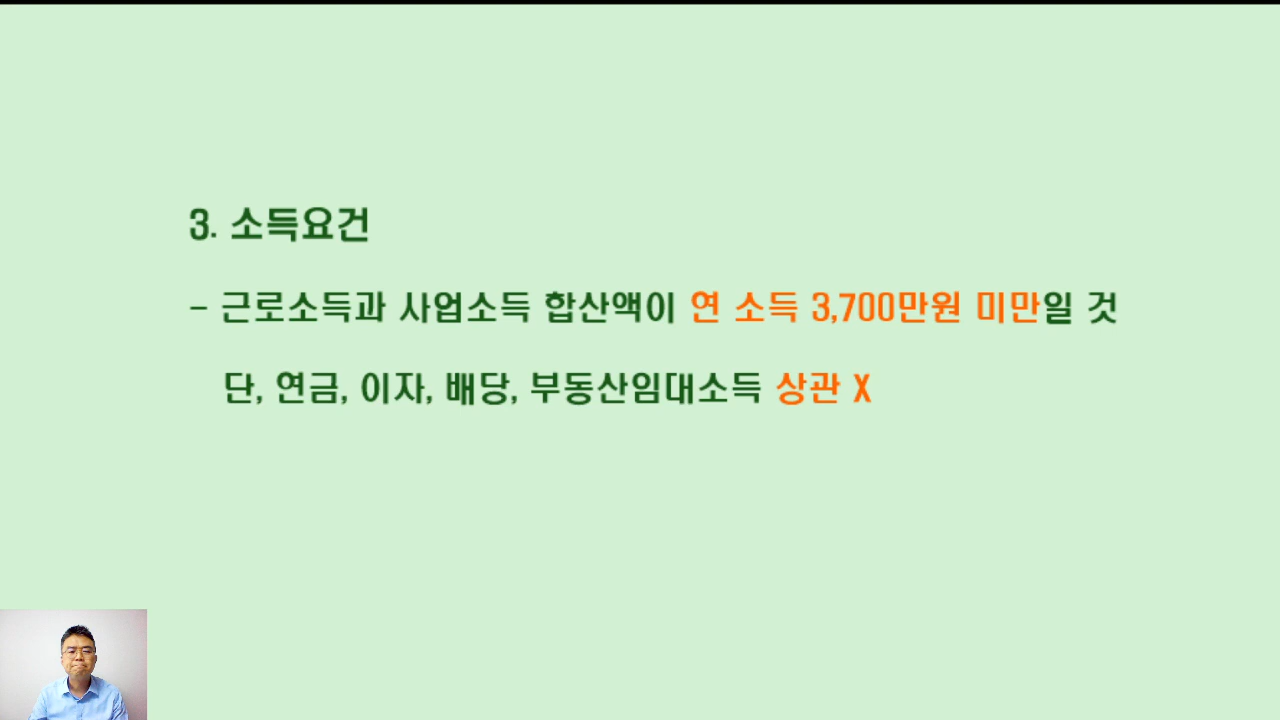 3. 소득요건
- 근로소득과 사업소득 합산액이 연 소득 3,700만원 미만일 것
단, 연금, 이자, 배당, 부동산임대소득 상관 X